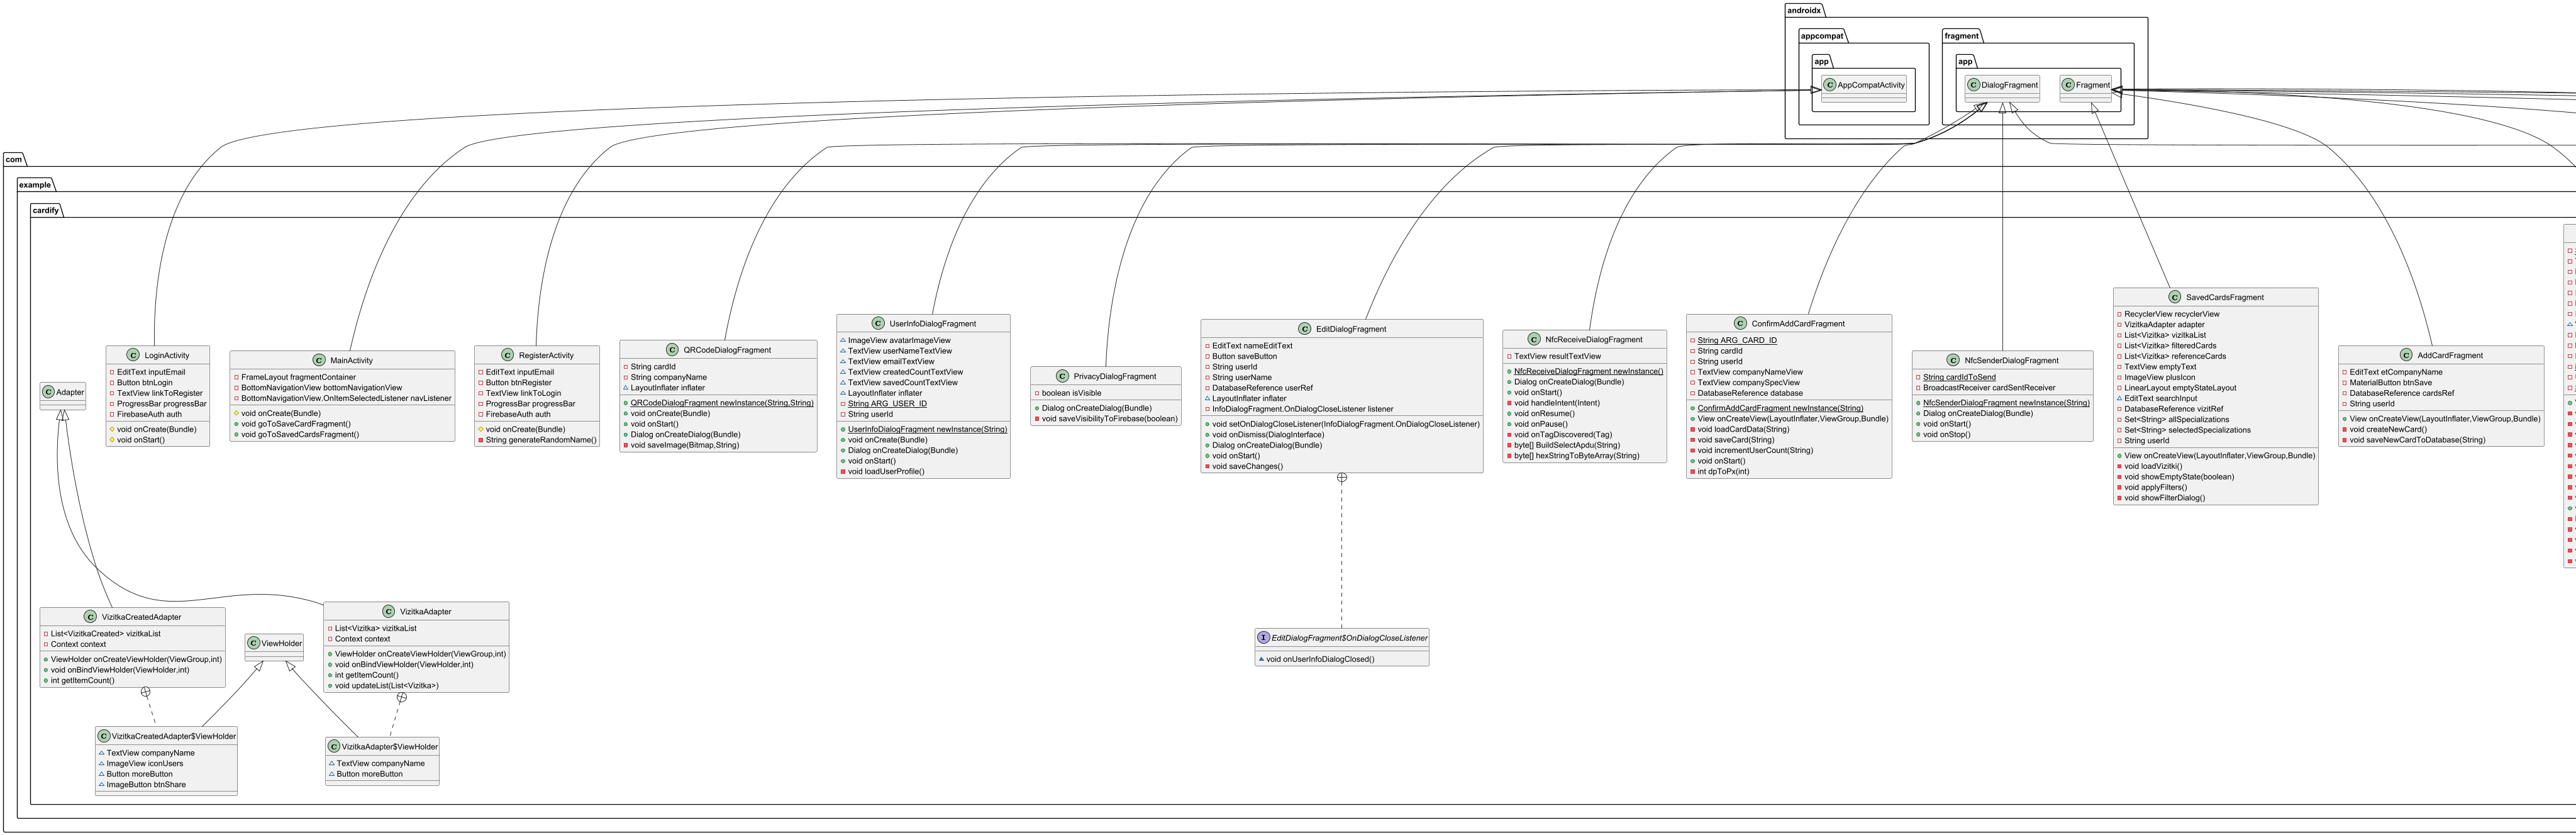 androidx
appcompat
fragment
app
app
AppCompatActivity
DialogFragment
Fragment
com
example
cardify
Adapter
LoginActivity
EditText inputEmail
Button btnLogin
TextView linkToRegister
ProgressBar progressBar
FirebaseAuth auth
void onCreate(Bundle)
void onStart()
MainActivity
FrameLayout fragmentContainer
BottomNavigationView bottomNavigationView
BottomNavigationView.OnItemSelectedListener navListener
void onCreate(Bundle)
void goToSaveCardFragment()
void goToSavedCardsFragment()
RegisterActivity
EditText inputEmail
Button btnRegister
TextView linkToLogin
ProgressBar progressBar
FirebaseAuth auth
void onCreate(Bundle)
String generateRandomName()
QRCodeDialogFragment
String cardId
String companyName
LayoutInflater inflater
QRCodeDialogFragment newInstance(String,String)
void onCreate(Bundle)
void onStart()
Dialog onCreateDialog(Bundle)
void saveImage(Bitmap,String)
UserInfoDialogFragment
ImageView avatarImageView
TextView userNameTextView
TextView emailTextView
TextView createdCountTextView
TextView savedCountTextView
LayoutInflater inflater
String ARG_USER_ID
String userId
UserInfoDialogFragment newInstance(String)
void onCreate(Bundle)
Dialog onCreateDialog(Bundle)
void onStart()
void loadUserProfile()
PrivacyDialogFragment
boolean isVisible
Dialog onCreateDialog(Bundle)
void saveVisibilityToFirebase(boolean)
EditDialogFragment
EditText nameEditText
Button saveButton
String userId
String userName
DatabaseReference userRef
LayoutInflater inflater
InfoDialogFragment.OnDialogCloseListener listener
void setOnDialogCloseListener(InfoDialogFragment.OnDialogCloseListener)
void onDismiss(DialogInterface)
Dialog onCreateDialog(Bundle)
void onStart()
void saveChanges()
NfcReceiveDialogFragment
TextView resultTextView
NfcReceiveDialogFragment newInstance()
Dialog onCreateDialog(Bundle)
void onStart()
void handleIntent(Intent)
void onResume()
void onPause()
void onTagDiscovered(Tag)
byte[] BuildSelectApdu(String)
byte[] hexStringToByteArray(String)
ConfirmAddCardFragment
String ARG_CARD_ID
String cardId
String userId
TextView companyNameView
TextView companySpecView
DatabaseReference database
ConfirmAddCardFragment newInstance(String)
View onCreateView(LayoutInflater,ViewGroup,Bundle)
void loadCardData(String)
void saveCard(String)
void incrementUserCount(String)
void onStart()
int dpToPx(int)
NfcSenderDialogFragment
String cardIdToSend
BroadcastReceiver cardSentReceiver
NfcSenderDialogFragment newInstance(String)
Dialog onCreateDialog(Bundle)
void onStart()
void onStop()
SavedCardsFragment
RecyclerView recyclerView
VizitkaAdapter adapter
List<Vizitka> vizitkaList
List<Vizitka> filteredCards
List<Vizitka> referenceCards
TextView emptyText
ImageView plusIcon
LinearLayout emptyStateLayout
EditText searchInput
DatabaseReference vizitRef
Set<String> allSpecializations
Set<String> selectedSpecializations
String userId
View onCreateView(LayoutInflater,ViewGroup,Bundle)
void loadVizitki()
void showEmptyState(boolean)
void applyFilters()
void showFilterDialog()
AddCardFragment
EditText etCompanyName
MaterialButton btnSave
DatabaseReference cardsRef
String userId
View onCreateView(LayoutInflater,ViewGroup,Bundle)
void createNewCard()
void saveNewCardToDatabase(String)
VizitkaCreatedAdapter
List<VizitkaCreated> vizitkaList
Context context
ViewHolder onCreateViewHolder(ViewGroup,int)
void onBindViewHolder(ViewHolder,int)
int getItemCount()
ViewHolder
VizitkaAdapter
List<Vizitka> vizitkaList
Context context
ViewHolder onCreateViewHolder(ViewGroup,int)
void onBindViewHolder(ViewHolder,int)
int getItemCount()
void updateList(List<Vizitka>)
EditDialogFragment$OnDialogCloseListener
void onUserInfoDialogClosed()
VizitkaCreatedAdapter$ViewHolder
TextView companyName
ImageView iconUsers
Button moreButton
ImageButton btnShare
VizitkaAdapter$ViewHolder
TextView companyName
Button moreButton